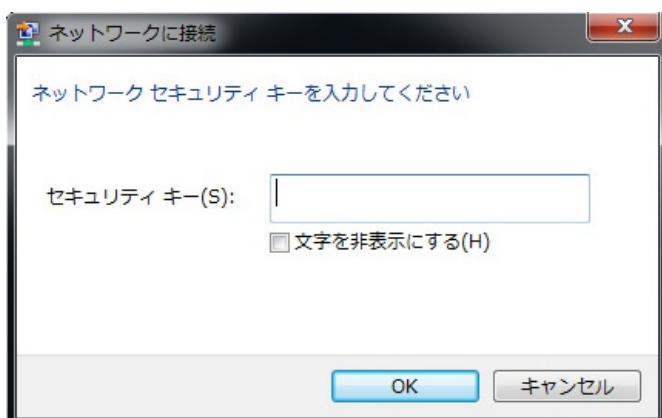 ネットワークに接続
ネットワーク セキュリティ キーを入力してください
セキュリティ キー(S):
文字を非表示にする(H)
OK
キャンセル